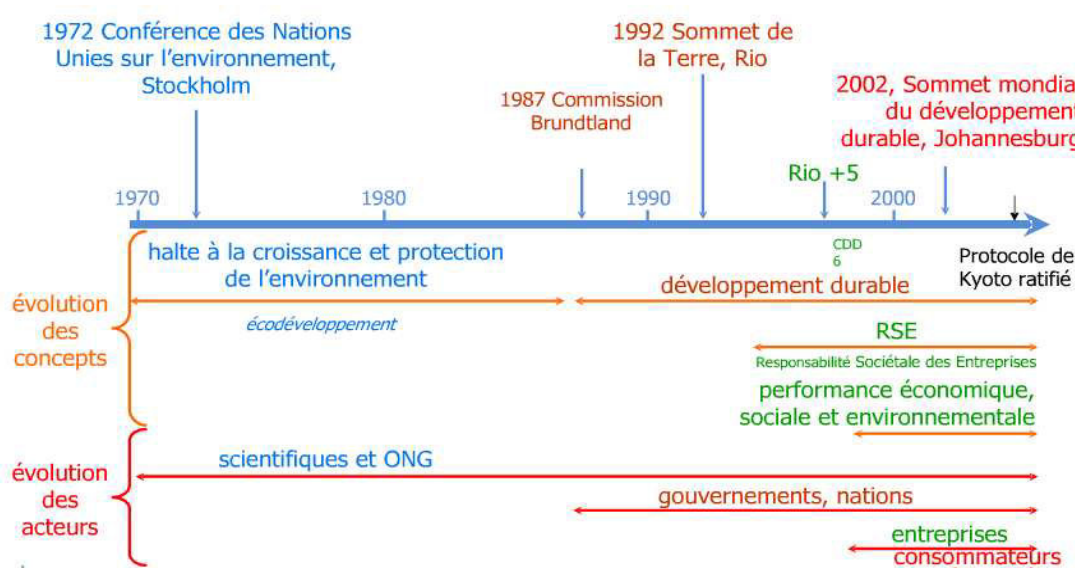 1972 Conférence des Nations
Unies sur l'environnement,
Stockholm
1987 Commission
Brundtland
1992 Sommet de
la Terre, Rio
2002, Sommet mondia
du développement
durable, Johannesburg
Rio +5
1970
1980
1990
2000
CDD
6
Protocole de
Kyoto ratifié
évolution
des
concepts
halte à la croissance et protection
de l'environnement
développement durable
écodéveloppement
RSE
Responsabilité Sociétale des Entreprises
performance économique,
sociale et environnementale
évolution
des
acteurs
scientifiques et ONG
gouvernements, nations
entreprises
consommateurs